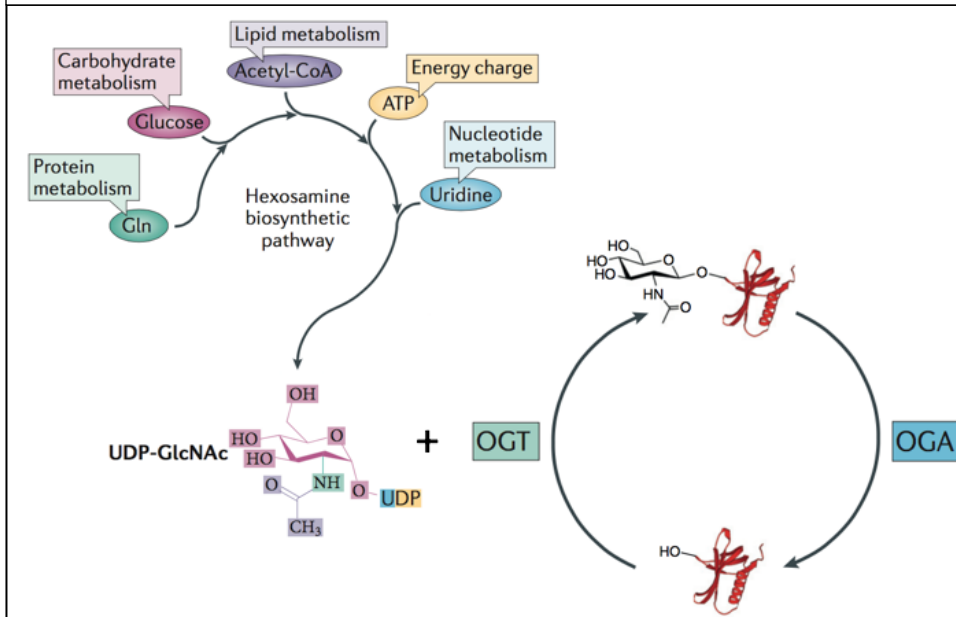 Lipid metabolism
Acetyl-CoA
Carbohydrate
metabolism
Glucose
Energy charge
ATP
Protein
metabolism
Gln
Nucleotide
metabolism
Uridine
Hexosamine
biosynthetic
pathway
HO
HO
HO
O
O
HN
O
UDP-GlcNAc
OH
HO
HO
O
O
NH
O
UDP
CH₃
+
OGT
OGA
HO